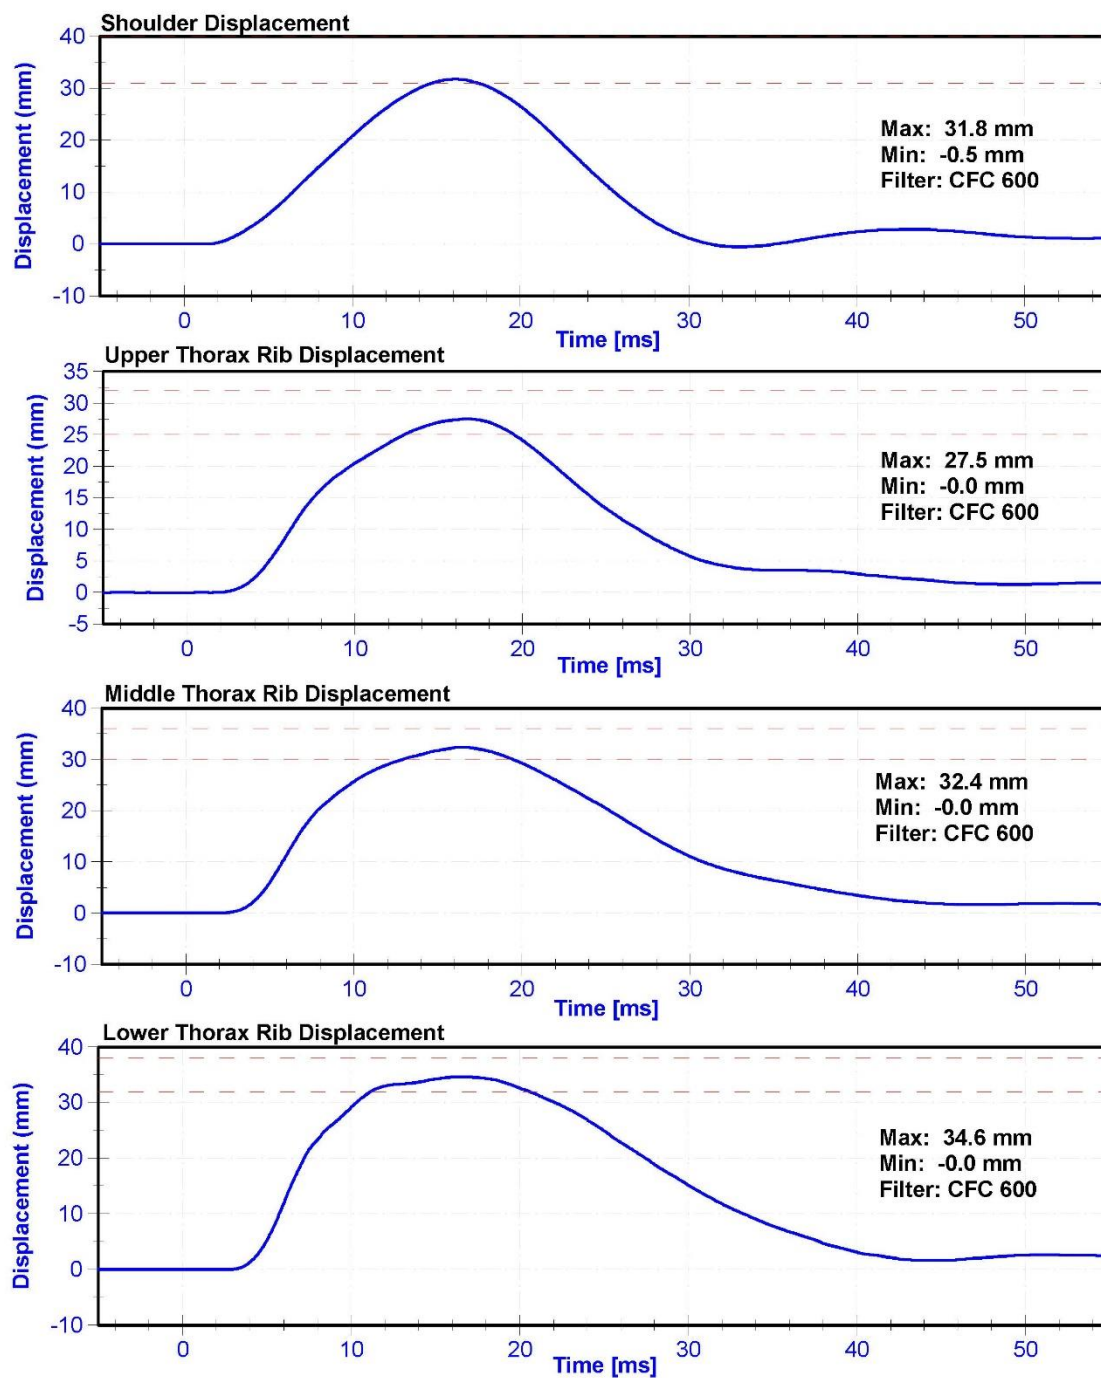 Shoulder Displacement
40
30
20
10
0
-10
Displacement (mm)
Max: 31.8 mm
Min: -0.5 mm
Filter: CFC 600
0 10 20 30 40 50
Time [ms]
Upper Thorax Rib Displacement
35
30
25
20
15
10
5
0
-5
Displacement (mm)
Max: 27.5 mm
Min: -0.0 mm
Filter: CFC 600
0 10 20 30 40 50
Time [ms]
Middle Thorax Rib Displacement
40
30
20
10
0
-10
Displacement (mm)
Max: 32.4 mm
Min: -0.0 mm
Filter: CFC 600
0 10 20 30 40 50
Time [ms]
Lower Thorax Rib Displacement
40
30
20
10
0
-10
Displacement (mm)
Max: 34.6 mm
Min: -0.0 mm
Filter: CFC 600
0 10 20 30 40 50
Time [ms]